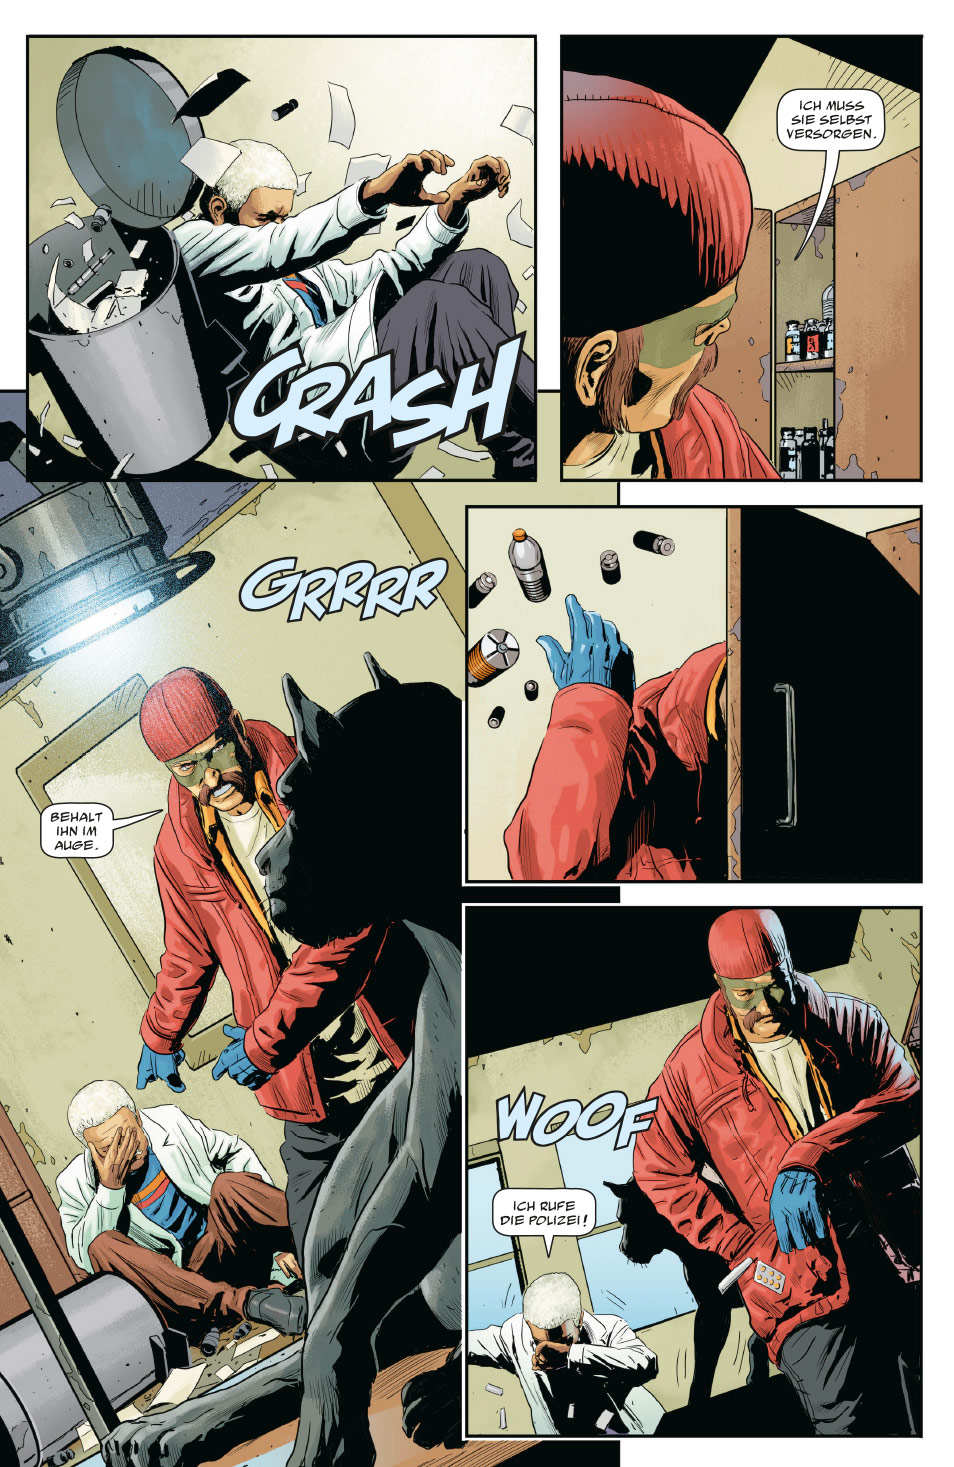 CRASH
ICH MUSS
SIE SELBST
VERSORGEN.
GRRRR
BEHALT
IHN IM
AUGE.
WOOF
ICH RUFE
DIE POLIZEI!